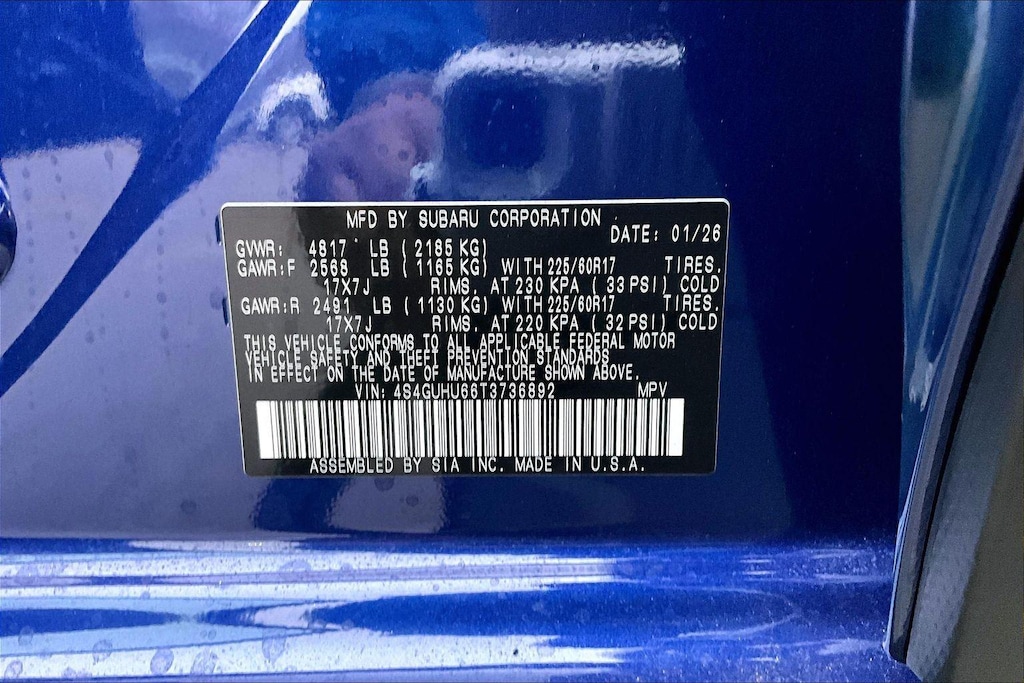 MFD BY SUBARU CORPORATION
DATE: 01/26
GVWR: 4817 LB (2185 KG)
GAWR:F 2568 LB (1165 KG) WITH 225/60R17 TIRES,
17X7J RIMS, AT 230 KPA (33 PSI) COLD
GAWR:R 2491 LB (1130 KG) WITH 225/60R17 TIRES,
17X7J RIMS, AT 220 KPA (32 PSI) COLD
THIS VEHICLE CONFORMS TO ALL APPLICABLE FEDERAL MOTOR
VEHICLE SAFETY AND THEFT PREVENTION STANDARDS
IN EFFECT ON THE DATE OF MANUFACTURE SHOWN ABOVE.
VIN: 4S4GUHU66T3736892 MPV
ASSEMBLED BY SIA INC. MADE IN U.S.A.